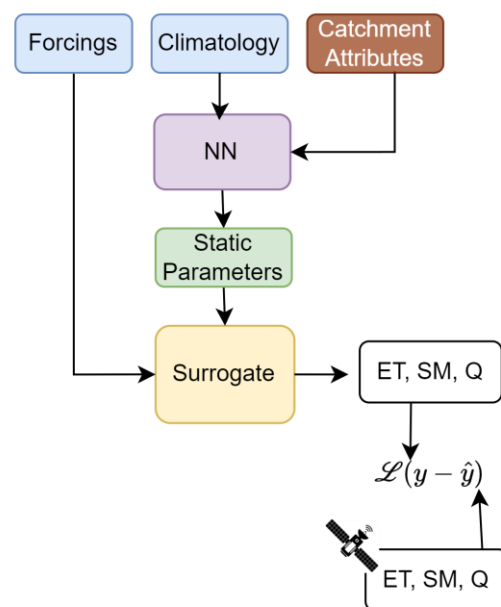 Forcings
Climatology
Catchment
Attributes
NN
Static
Parameters
Surrogate
ET, SM, Q
ℒ(y − ŷ)
ET, SM, Q